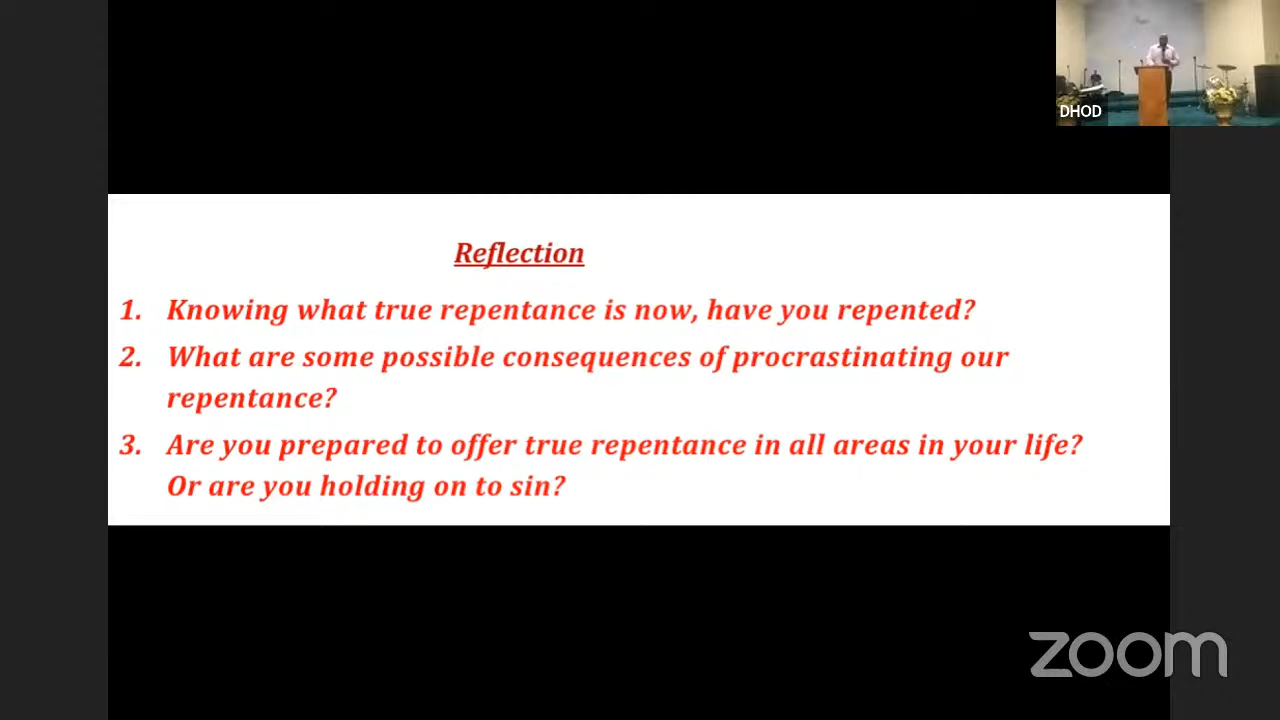 DHOD
Reflection
1. Knowing what true repentance is now, have you repented?
2. What are some possible consequences of procrastinating our
repentance?
3. Are you prepared to offer true repentance in all areas in your life?
Or are you holding on to sin?
zoom